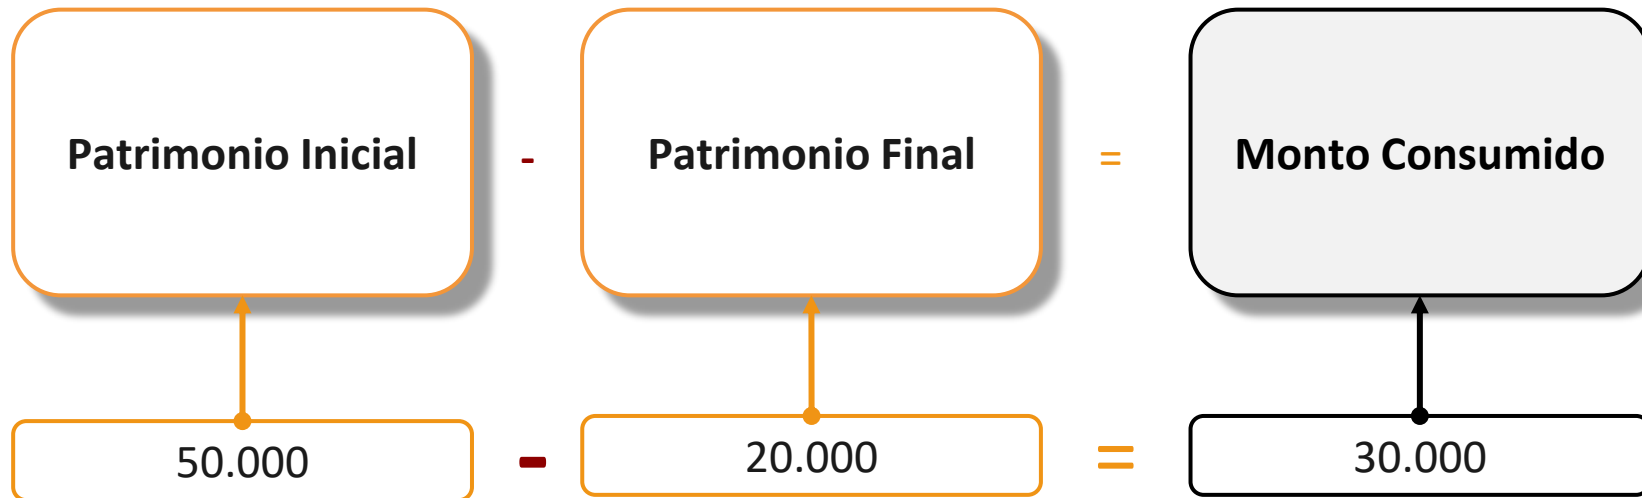 Patrimonio Inicial - Patrimonio Final = Monto Consumido
50.000 - 20.000 = 30.000